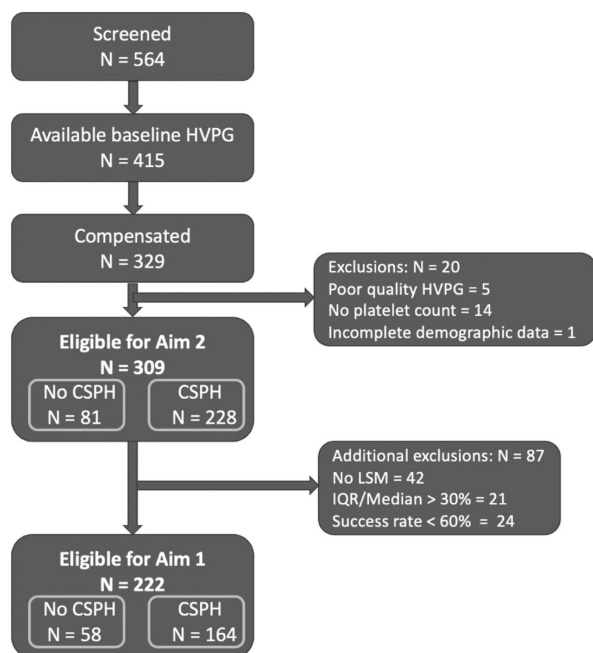 Screened
N = 564
Available baseline HVPG
N = 415
Compensated
N = 329
Exclusions: N = 20
Poor quality HVPG = 5
No platelet count = 14
Incomplete demographic data = 1
Eligible for Aim 2
N = 309
No CSPH
N = 81
CSPH
N = 228
Additional exclusions: N = 87
No LSM = 42
IQR/Median > 30% = 21
Success rate < 60% = 24
Eligible for Aim 1
N = 222
No CSPH
N = 58
CSPH
N = 164